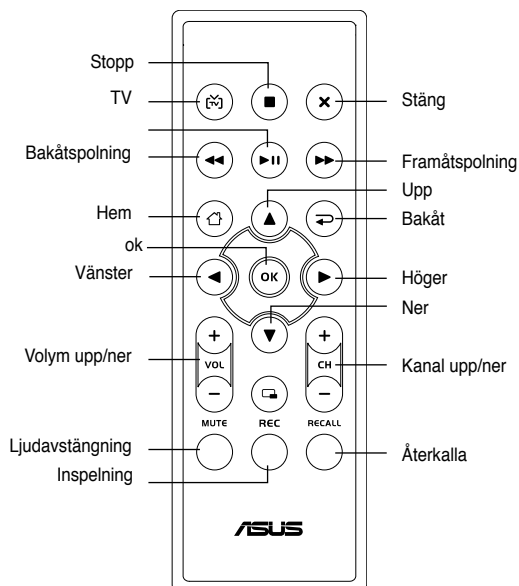 Stopp
TV
TV
Stäng
Bakåtspolning
Framåtspolning
Upp
Hem
Bakåt
ok
OK
Vänster
Höger
Ner
Volym upp/ner
VOL
CH
Kanal upp/ner
MUTE REC RECALL
Ljudavstängning
Återkalla
Inspelning
ASUS